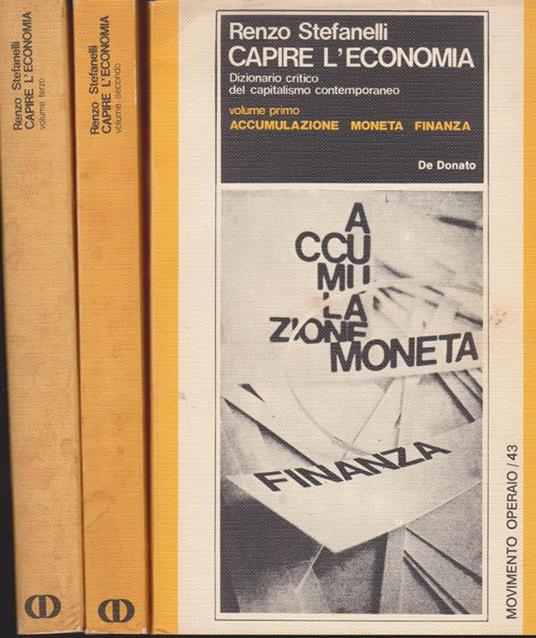 Renzo Stefanelli
CAPIRE L'ECONOMIA
volume terzo
Renzo Stefanelli
CAPIRE L'ECONOMIA
volume secondo
Renzo Stefanelli
CAPIRE L'ECONOMIA
Dizionario critico
del capitalismo contemporaneo
volume primo
ACCUMULAZIONE MONETA FINANZA
De Donato
A
CCU
MU
LA
ZIONE
MONETA
FINANZA
MOVIMENTO OPERAIO/43